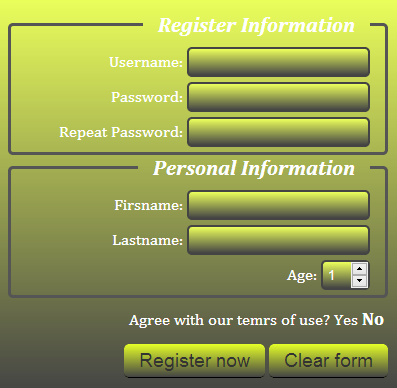 Register Information
Username:
Password:
Repeat Password:
Personal Information
Firsname:
Lastname:
Age: 1
Agree with our temrs of use? Yes No
Register now Clear form